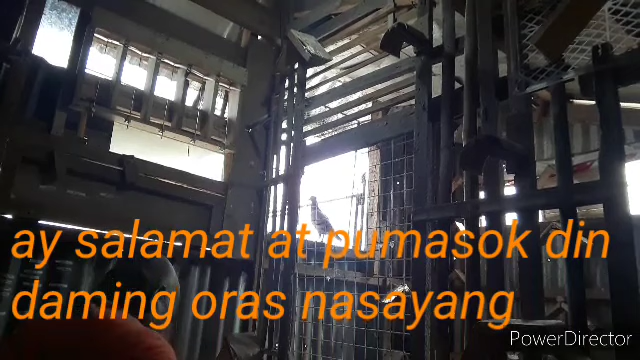 ay salamat at pumasok din
daming oras nasayang
PowerDirector